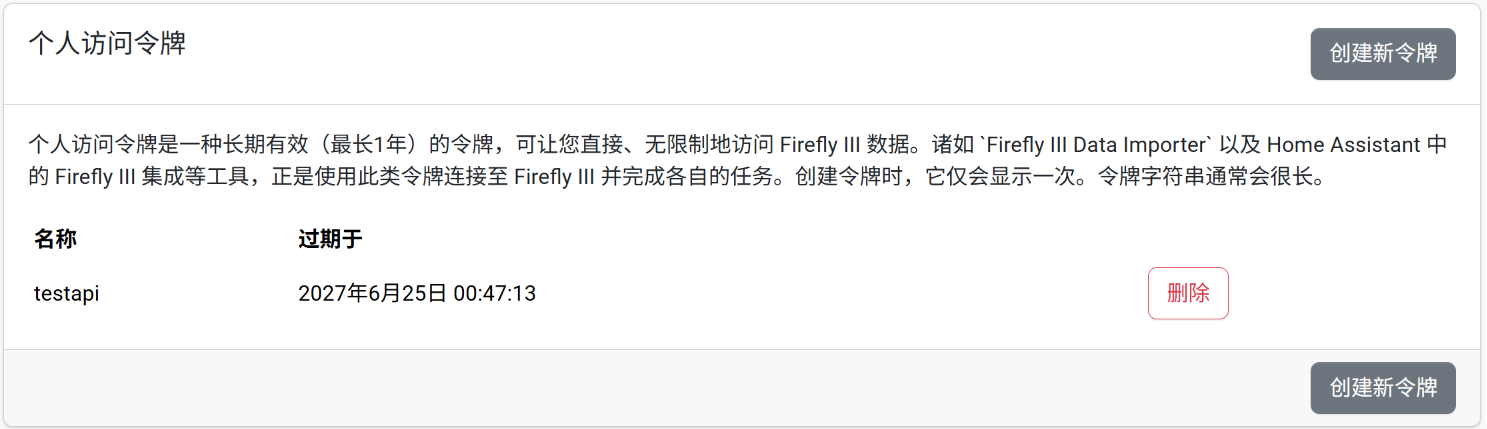 个人访问令牌
创建新令牌
个人访问令牌是一种长期有效（最长1年）的令牌，可让您直接、无限制地访问 Firefly III 数据。诸如 `Firefly III Data Importer` 以及 Home Assistant 中
的 Firefly III 集成等工具，正是使用此类令牌连接至 Firefly III 并完成各自的任务。创建令牌时，它仅会显示一次。令牌字符串通常会很长。
名称 过期于
testapi 2027年6月25日 00:47:13 删除
创建新令牌